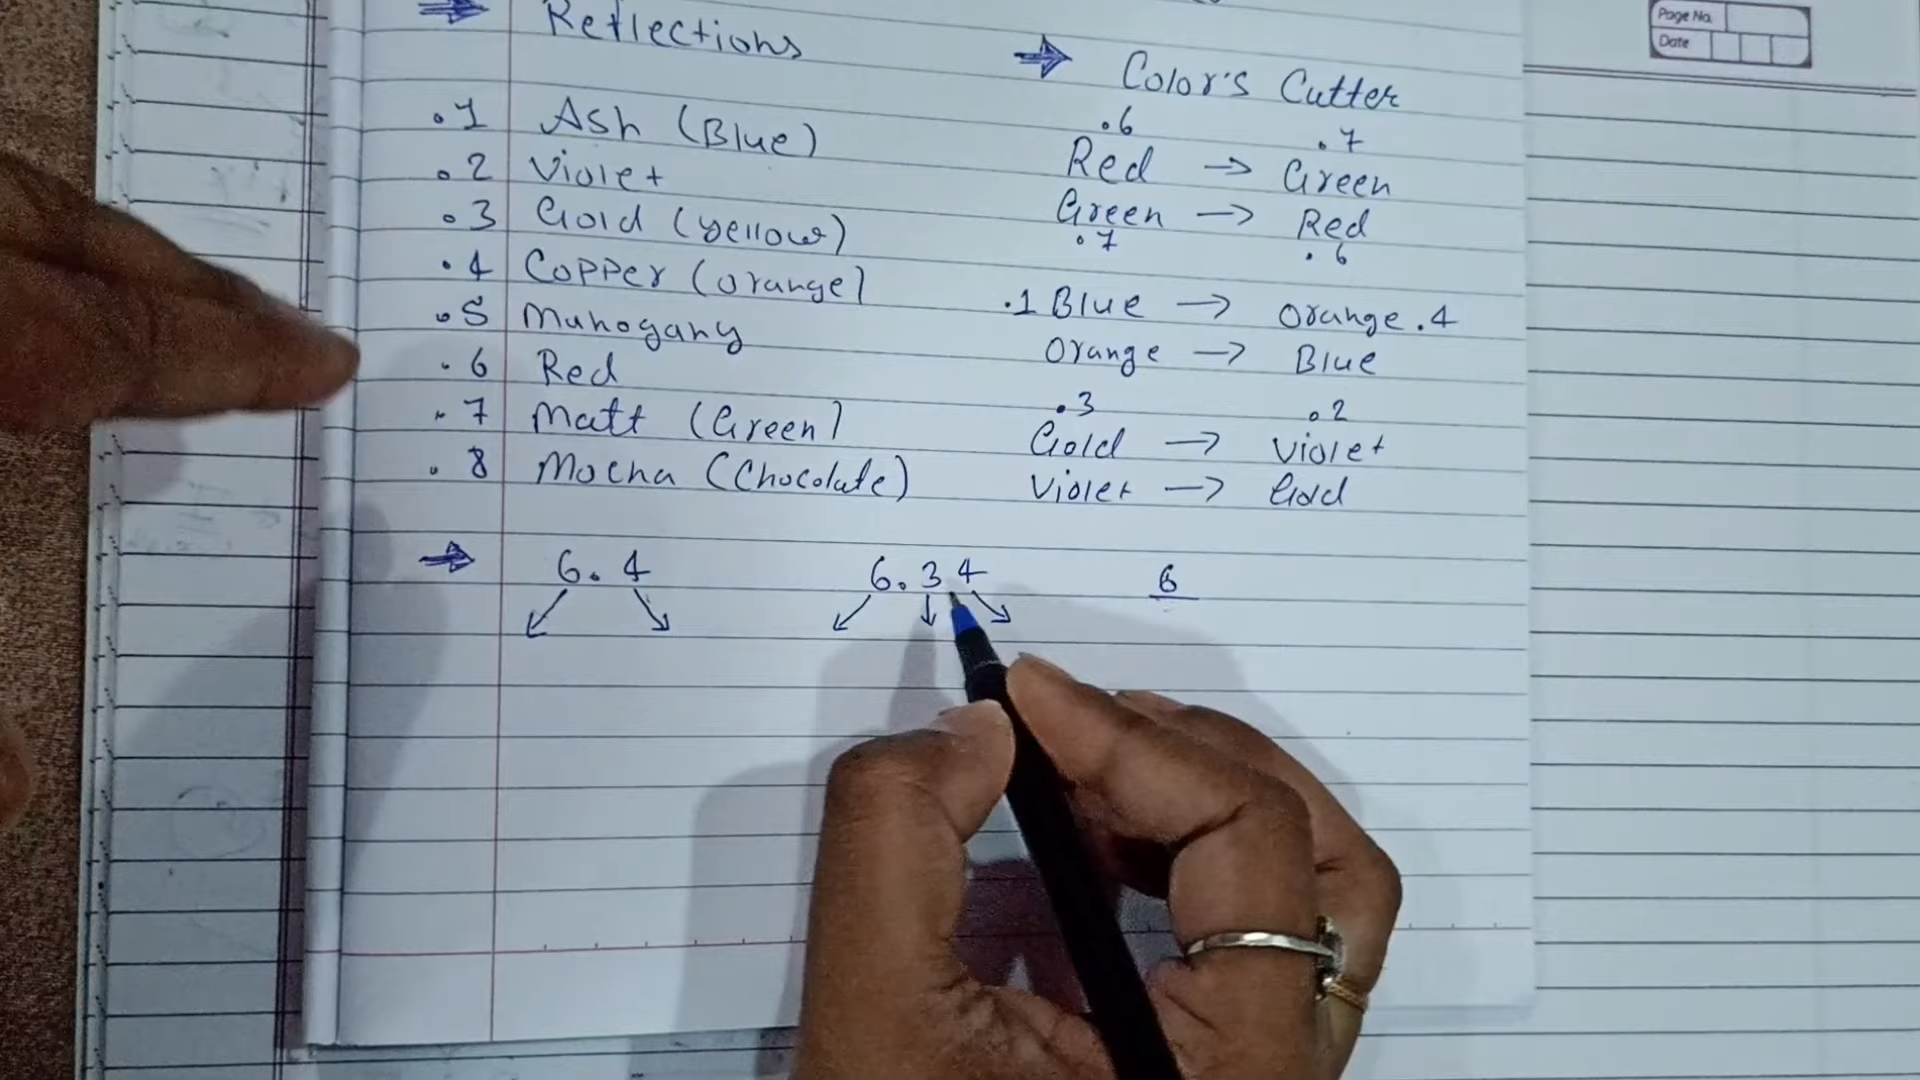 Page No.
Date
Reflections
.1 Ash (Blue)
.2 Violet
.3 Gold (yellow)
.4 Copper (orange)
.5 Muhogany
.6 Red
.7 Matt (Green)
.8 Mocha (Chocolate)
Color's Cutter
.6 .7
Red → Green
Green → Red
.7 .6
.1 Blue → Orange .4
Orange → Blue
.3 .2
Gold → Violet
Violet → Gold
6.4 6.34 6